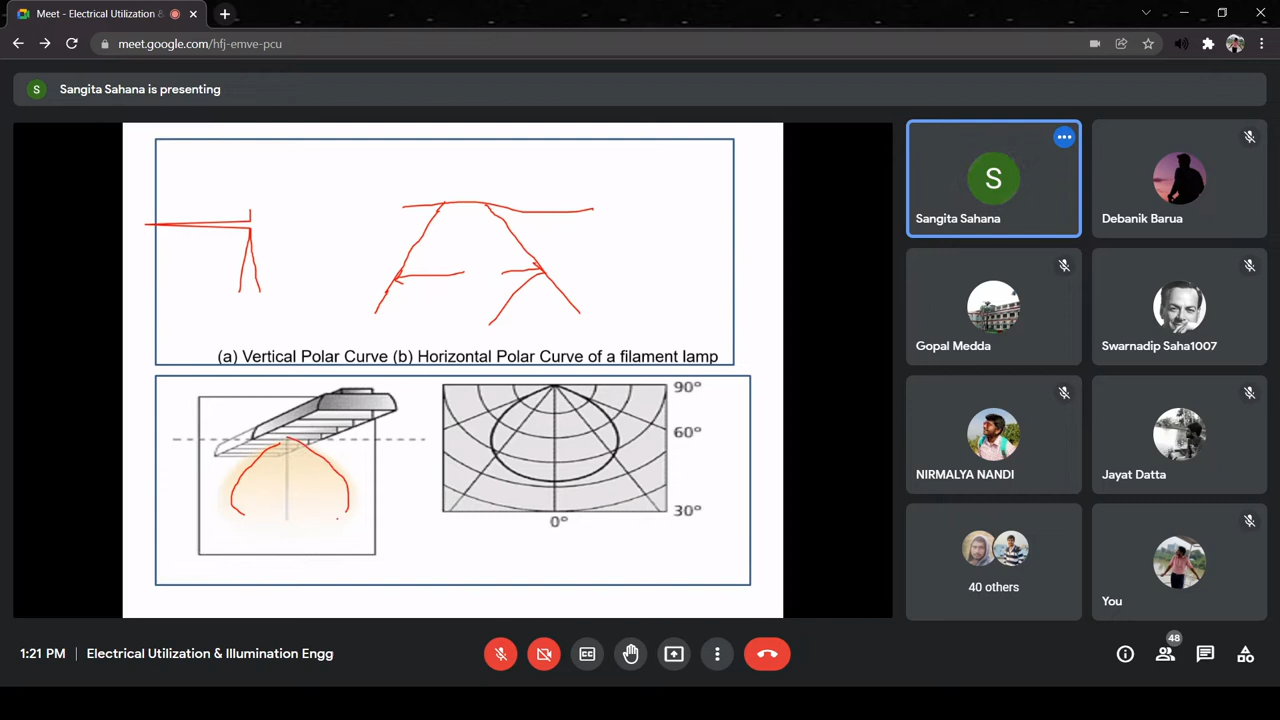 Meet - Electrical Utilization &
meet.google.com/hfj-emve-pcu
S Sangita Sahana is presenting
(a) Vertical Polar Curve (b) Horizontal Polar Curve of a filament lamp
90°
60°
30°
0°
S
Sangita Sahana
Debanik Barua
Gopal Medda
Swarnadip Saha1007
NIRMALYA NANDI
Jayat Datta
40 others
You
1:21 PM | Electrical Utilization & Illumination Engg
48